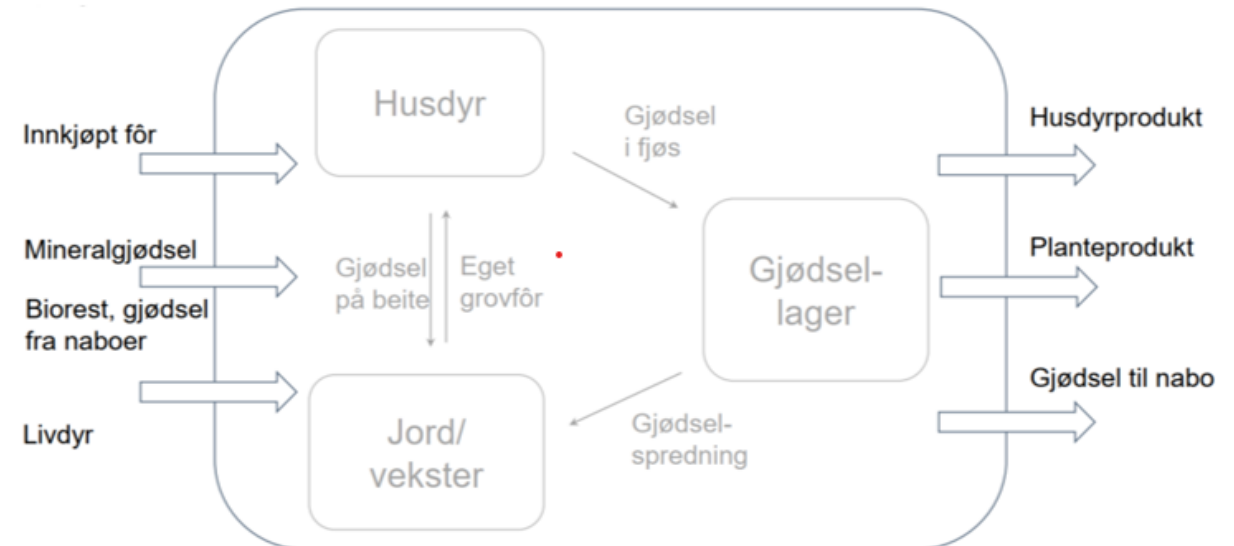 Innkjøpt fôr
Mineralgjødsel
Biorest, gjødsel
fra naboer
Livdyr
Husdyr
Gjødsel
i fjøs
Gjødsel
på beite
Eget
grovfôr
Gjødsel-
lager
Jord/
vekster
Gjødsel-
spredning
Husdyrprodukt
Planteprodukt
Gjødsel til nabo